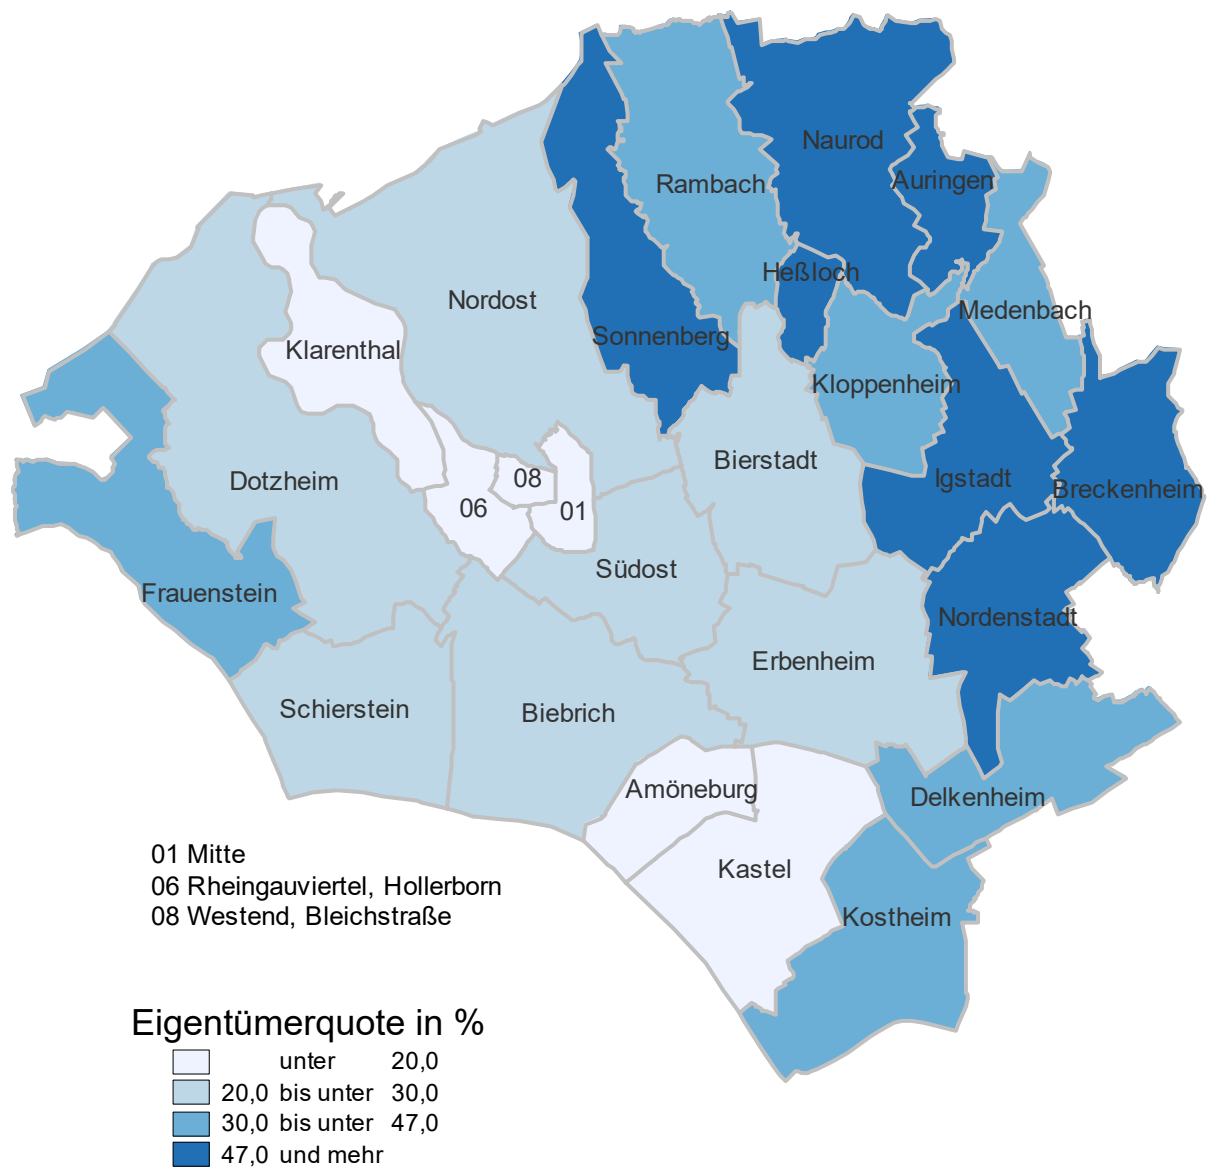 Naurod
Rambach
Auringen
Heßloch
Nordost
Medenbach
Sonnenberg
Klarenthal
Kloppenheim
Bierstadt
Igstadt
08
Dotzheim
Breckenheim
06
01
Südost
Frauenstein
Nordenstadt
Erbenheim
Schierstein
Biebrich
Amöneburg
Delkenheim
Kastel
Kostheim
01 Mitte
06 Rheingauviertel, Hollerborn
08 Westend, Bleichstraße
Eigentümerquote in %
unter 20,0
20,0 bis unter 30,0
30,0 bis unter 47,0
47,0 und mehr